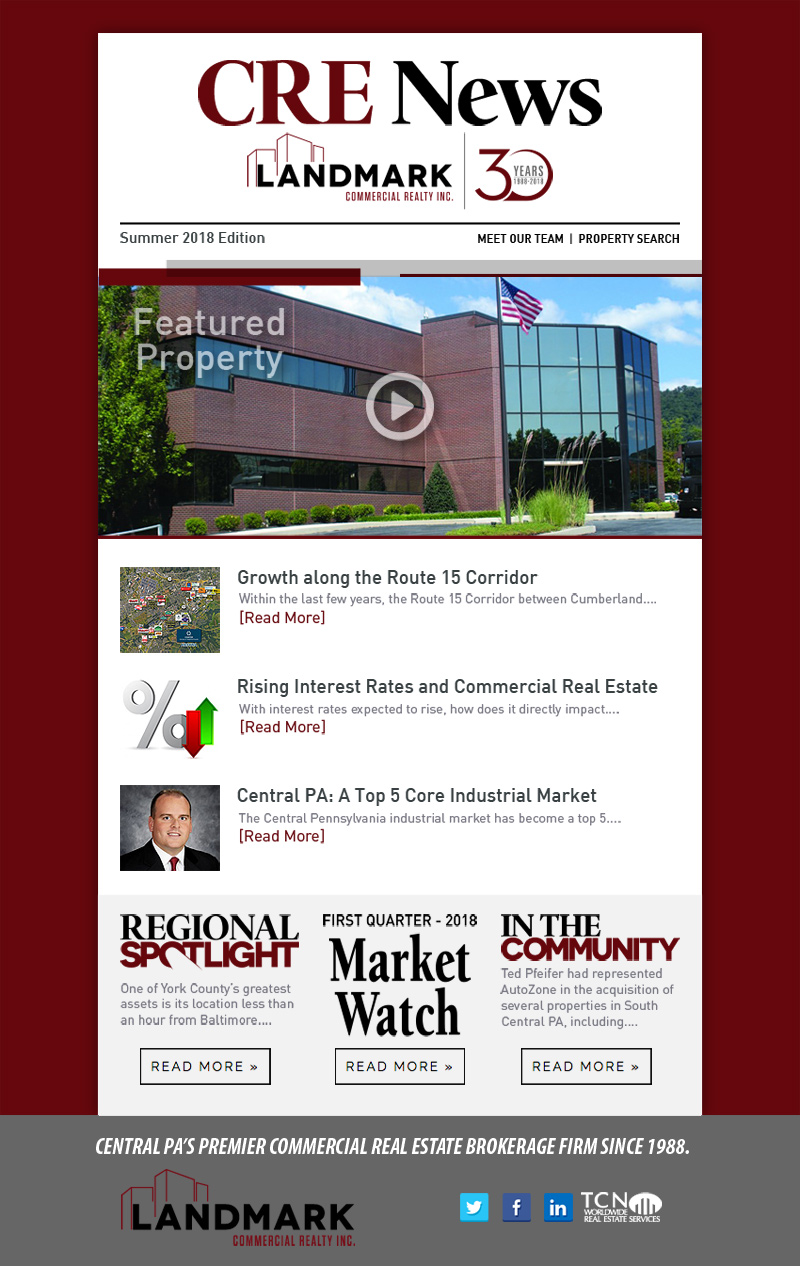 CRE News
LANDMARK
COMMERCIAL REALTY INC.
30 YEARS
1988-2018
Summer 2018 Edition
MEET OUR TEAM | PROPERTY SEARCH
Featured
Property
Growth along the Route 15 Corridor
Within the last few years, the Route 15 Corridor between Cumberland....
[Read More]
Rising Interest Rates and Commercial Real Estate
With interest rates expected to rise, how does it directly impact....
[Read More]
%
Central PA: A Top 5 Core Industrial Market
The Central Pennsylvania industrial market has become a top 5....
[Read More]
REGIONAL
SPOTLIGHT
One of York County's greatest
assets is its location less than
an hour from Baltimore....
READ MORE »
FIRST QUARTER - 2018
Market
Watch
READ MORE »
IN THE
COMMUNITY
Ted Pfeifer had represented
AutoZone in the acquisition of
several properties in South
Central PA, including....
READ MORE »
CENTRAL PA'S PREMIER COMMERCIAL REAL ESTATE BROKERAGE FIRM SINCE 1988.
LANDMARK
COMMERCIAL REALTY INC.
f
in
TCN
WORLDWIDE
REAL ESTATE SERVICES